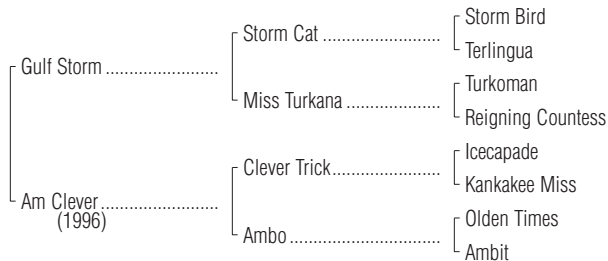 Storm Bird
Storm Cat ........................
Terlingua
Gulf Storm .......................
Turkoman
Miss Turkana ...................
Reigning Countess
Icecapade
Clever Trick......................
Kankakee Miss
Am Clever........................
(1996)
Olden Times
Ambo ...............................
Ambit